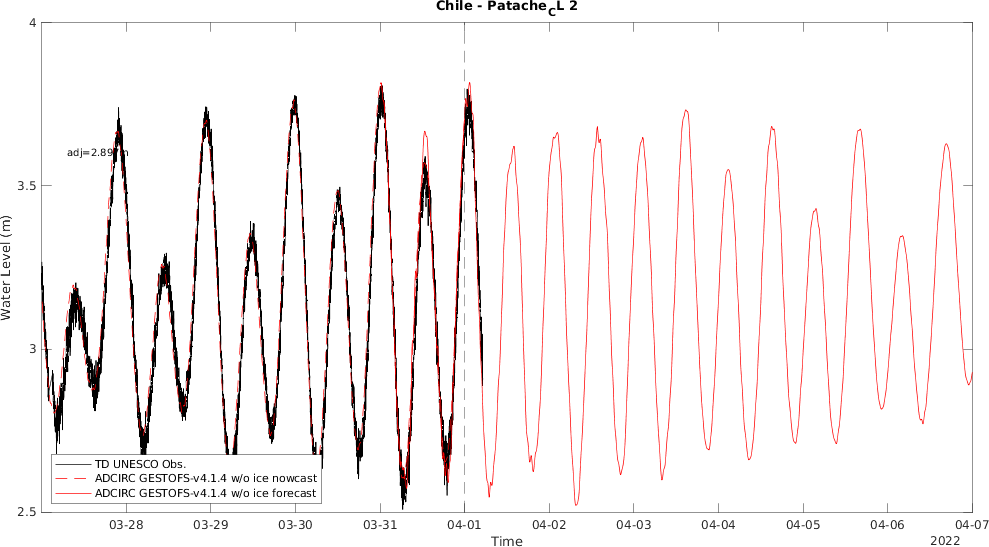 Chile - Patache_CL 2
4
3.5
3
2.5
Water Level (m)
adj=2.89 m
TD UNESCO Obs.
ADCIRC GESTOFS-v4.1.4 w/o ice nowcast
ADCIRC GESTOFS-v4.1.4 w/o ice forecast
03-28 03-29 03-30 03-31 04-01 04-02 04-03 04-04 04-05 04-06 04-07
Time
2022